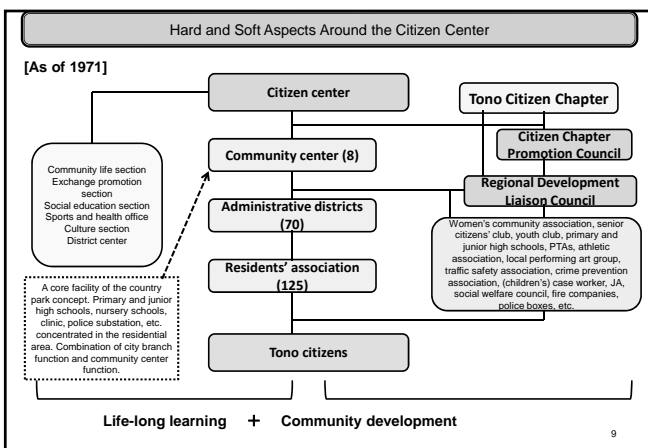 Hard and Soft Aspects Around the Citizen Center
[As of 1971]
Citizen center
Tono Citizen Chapter
Citizen Chapter
Promotion Council
Community center (8)
Community life section
Exchange promotion
section
Social education section
Sports and health office
Culture section
District center
Regional Development
Liaison Council
Administrative districts
(70)
Women's community association, senior
citizens' club, youth club, primary and
junior high schools, PTAs, athletic
association, local performing art group,
traffic safety association, crime prevention
association, (children's) case worker, JA,
social welfare council, fire companies,
police boxes, etc.
Residents' association
(125)
A core facility of the country
park concept. Primary and junior
high schools, nursery schools,
clinic, police substation, etc.
concentrated in the residential
area. Combination of city branch
function and community center
function.
Tono citizens
Life-long learning + Community development
9